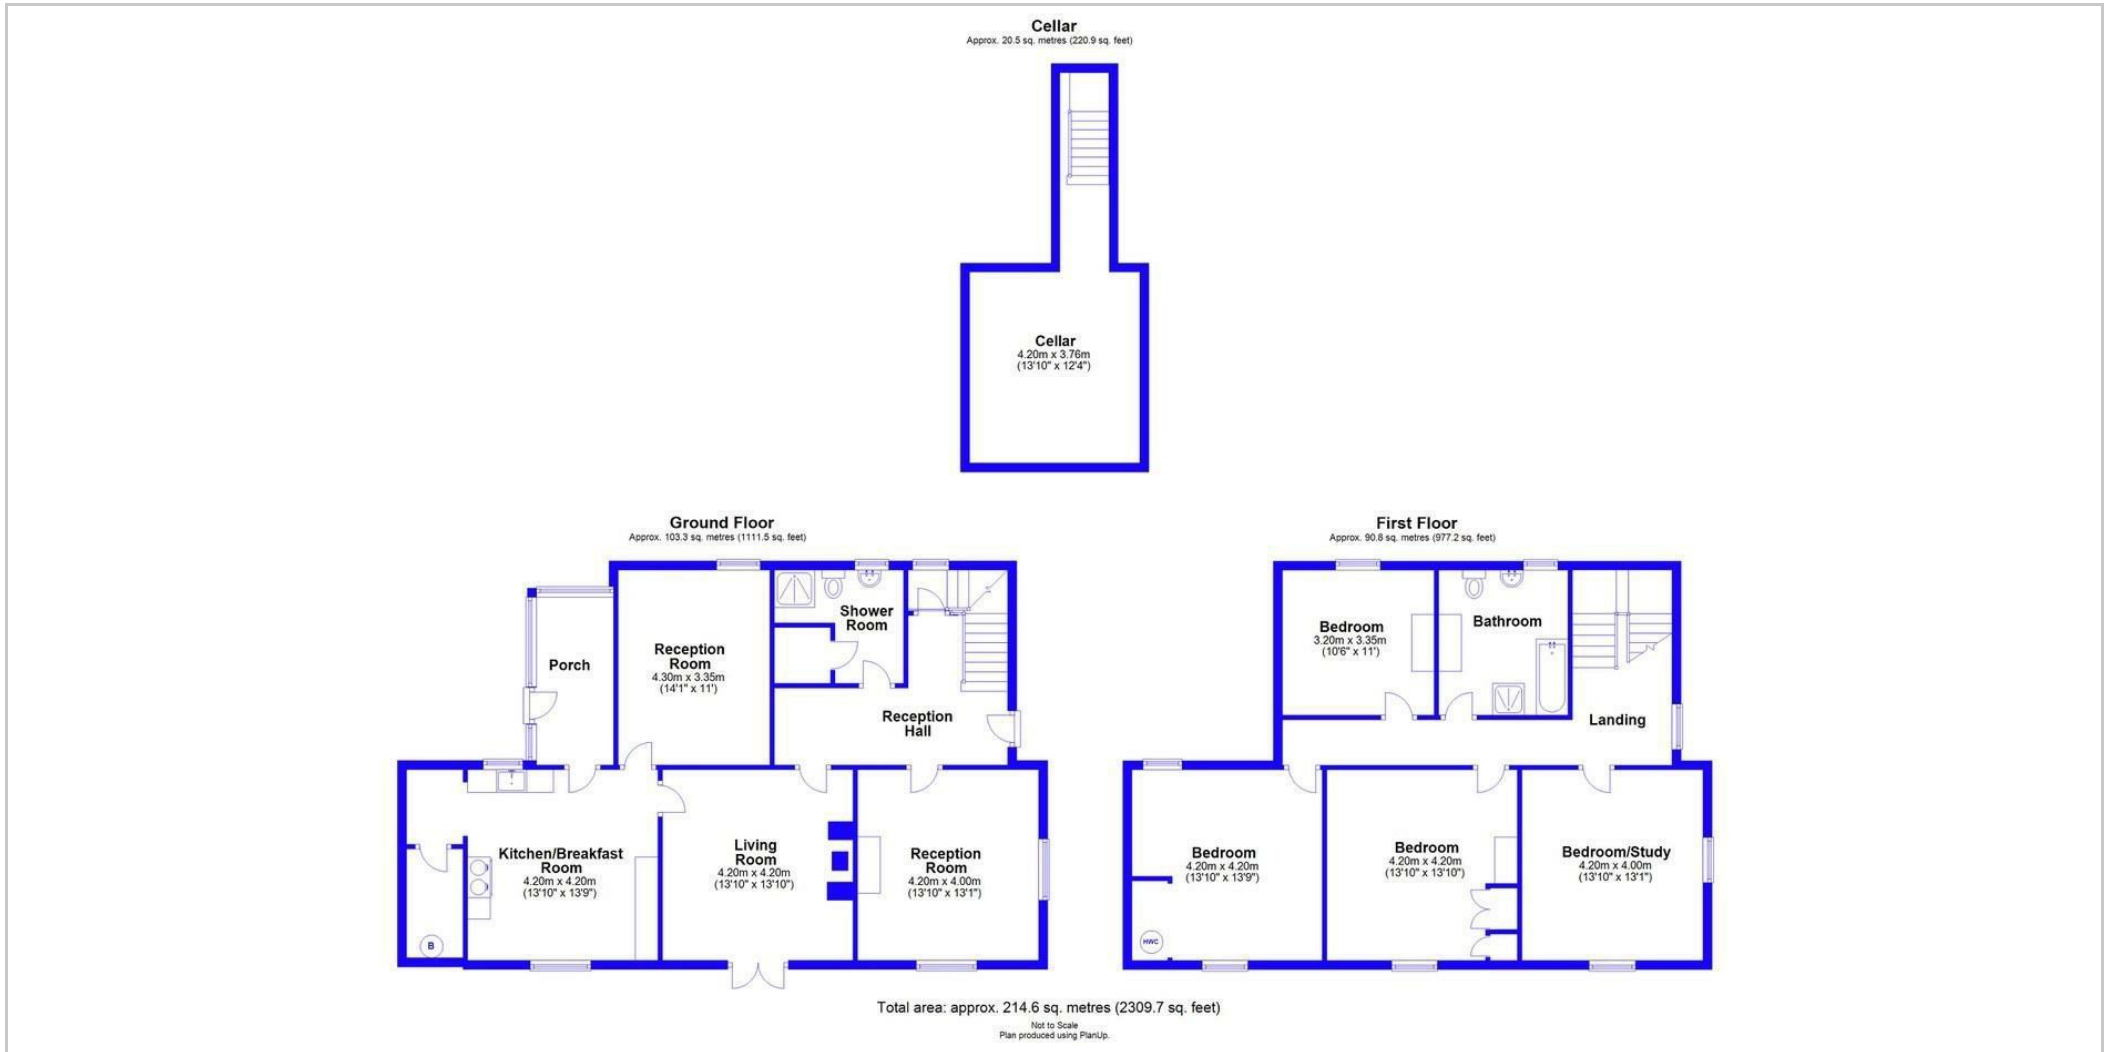 Cellar
Approx. 20.5 sq. metres (220.9 sq. feet)
Cellar
4.20m x 3.76m
(13'10" x 12'4")
Ground Floor
Approx. 103.3 sq. metres (1111.5 sq. feet)
Porch
Reception
Room
4.30m x 3.35m
(14'1" x 11')
Shower
Room
Reception
Hall
Kitchen/Breakfast
Room
4.20m x 4.20m
(13'10" x 13'9")
B
Living
Room
4.20m x 4.20m
(13'10" x 13'10")
Reception
Room
4.20m x 4.00m
(13'10" x 13'1")
First Floor
Approx. 90.8 sq. metres (977.2 sq. feet)
Bedroom
3.20m x 3.35m
(10'6" x 11')
Bathroom
Landing
Bedroom
4.20m x 4.20m
(13'10" x 13'9")
HWC
Bedroom
4.20m x 4.20m
(13'10" x 13'10")
Bedroom/Study
4.20m x 4.00m
(13'10" x 13'1")
Total area: approx. 214.6 sq. metres (2309.7 sq. feet)
Not to Scale
Plan produced using PlanUp.